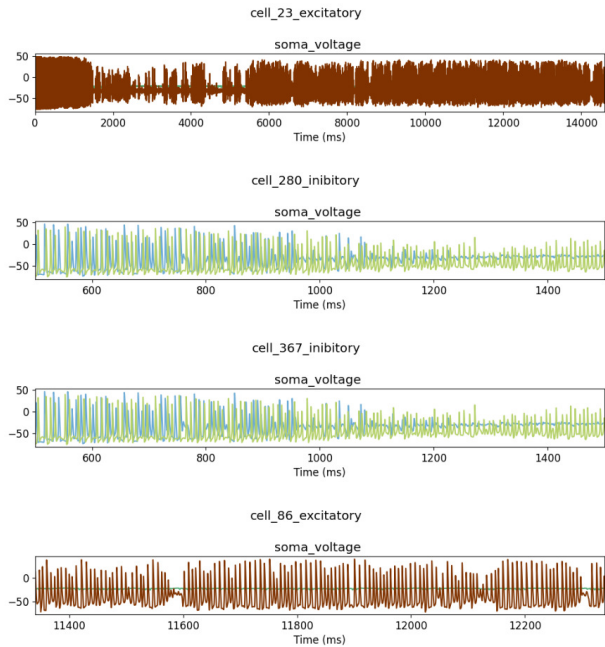 cell_23_excitatory
soma_voltage
50
0
−50
0 2000 4000 6000 8000 10000 12000 14000
Time (ms)
cell_280_inibitory
soma_voltage
50
0
−50
600 800 1000 1200 1400
Time (ms)
cell_367_inibitory
soma_voltage
50
0
−50
600 800 1000 1200 1400
Time (ms)
cell_86_excitatory
soma_voltage
0
−50
11400 11600 11800 12000 12200
Time (ms)